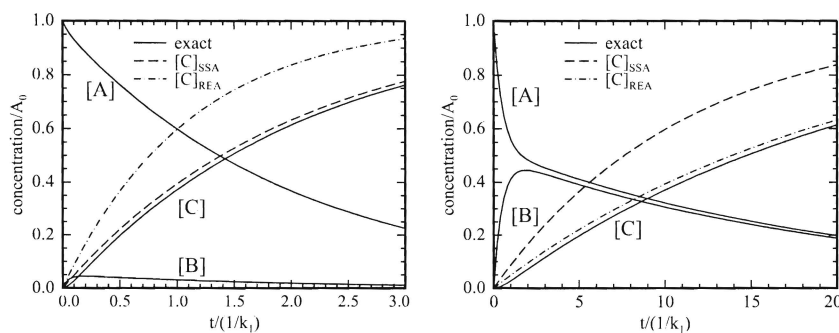 1.0
0.8
0.6
0.4
0.2
0.0
concentration/A₀
exact
[C]SSA
[C]REA
[A]
[C]
[B]
0.0 0.5 1.0 1.5 2.0 2.5 3.0
t/(1/k₁)
1.0
0.8
0.6
0.4
0.2
0.0
concentration/A₀
exact
[C]SSA
[C]REA
[A]
[B]
[C]
0 5 10 15 20
t/(1/k₁)